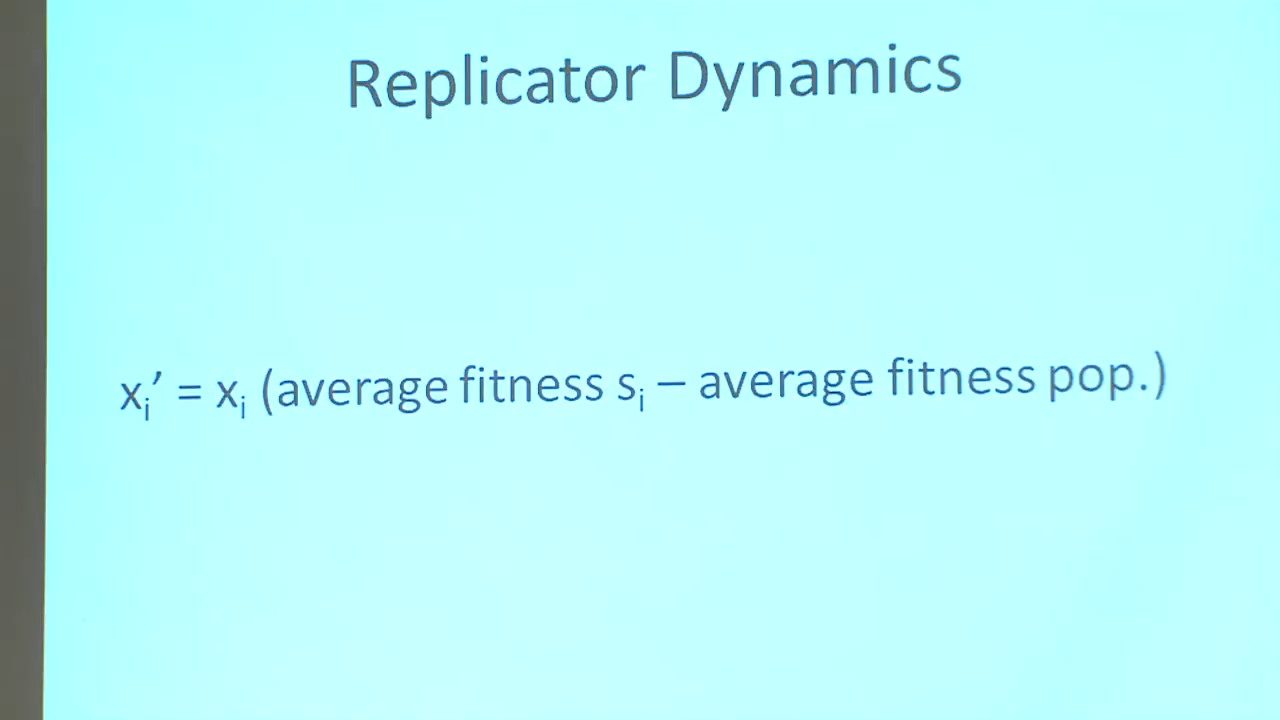 Replicator Dynamics
xᵢ′ = xᵢ (average fitness sᵢ – average fitness pop.)